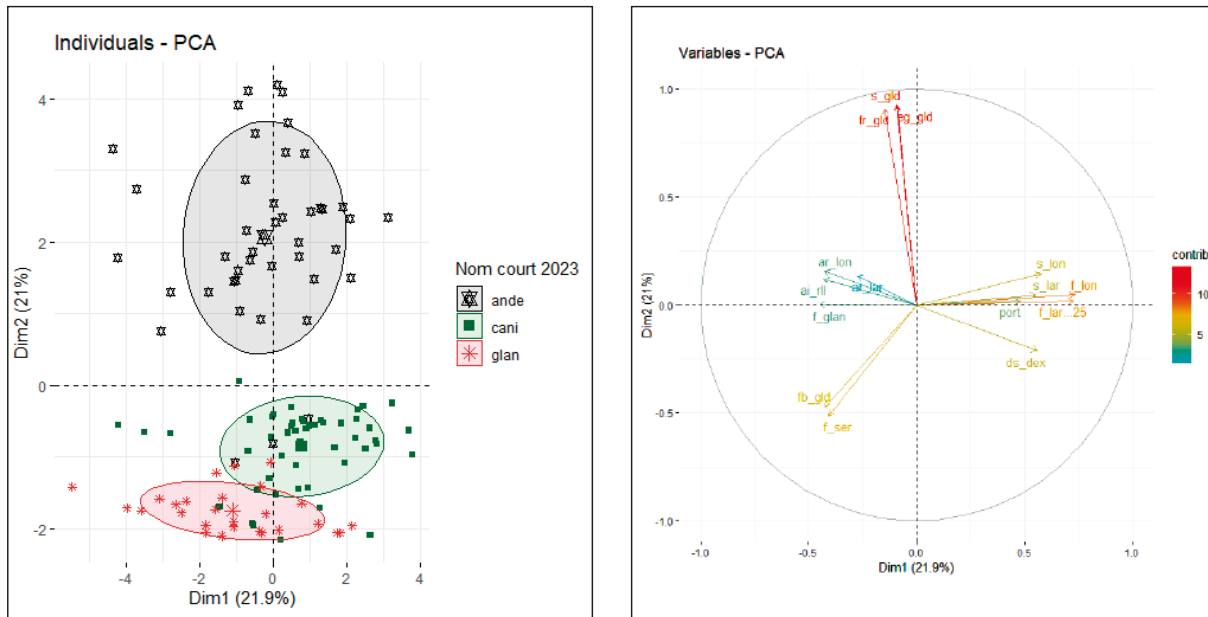 Individuals - PCA
4
2
0
-2
Dim2 (21%)
-4
-2
0
2
4
Dim1 (21.9%)
Nom court 2023
ande
cani
glan
Variables - PCA
1.0
0.5
0.0
-0.5
-1.0
Dim2 (21%)
s_gld
fr_gld
eg_gld
ar_lon
ai_rll
f_glan
s_lon
s_lar
f_lon
port
f_lar...25
ds_dex
fb_gld
f_ser
-1.0
-0.5
0.0
0.5
1.0
Dim1 (21.9%)
contrib
10
5